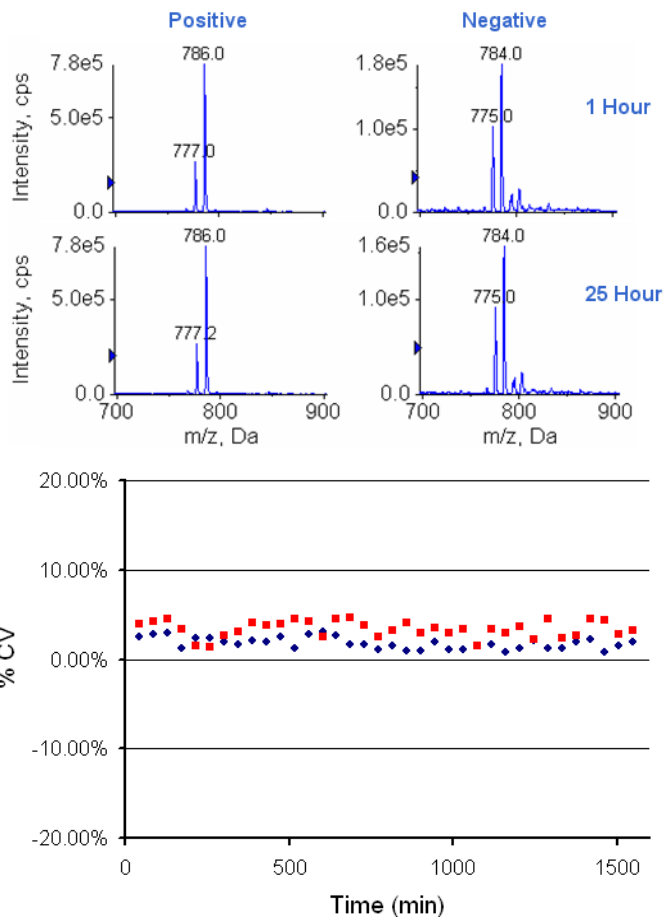 Positive Negative
786.0 784.0
7.8e5 1.8e5
Intensity, cps
5.0e5 1.0e5
777.0 775.0
1 Hour
0.0 0.0
786.0 784.0
7.8e5 1.6e5
Intensity, cps
5.0e5 1.0e5
777.2 775.0
25 Hour
0.0 0.0
700 800 900 700 800 900
m/z, Da m/z, Da
20.00%
10.00%
0.00%
-10.00%
-20.00%
% CV
0 500 1000 1500
Time (min)